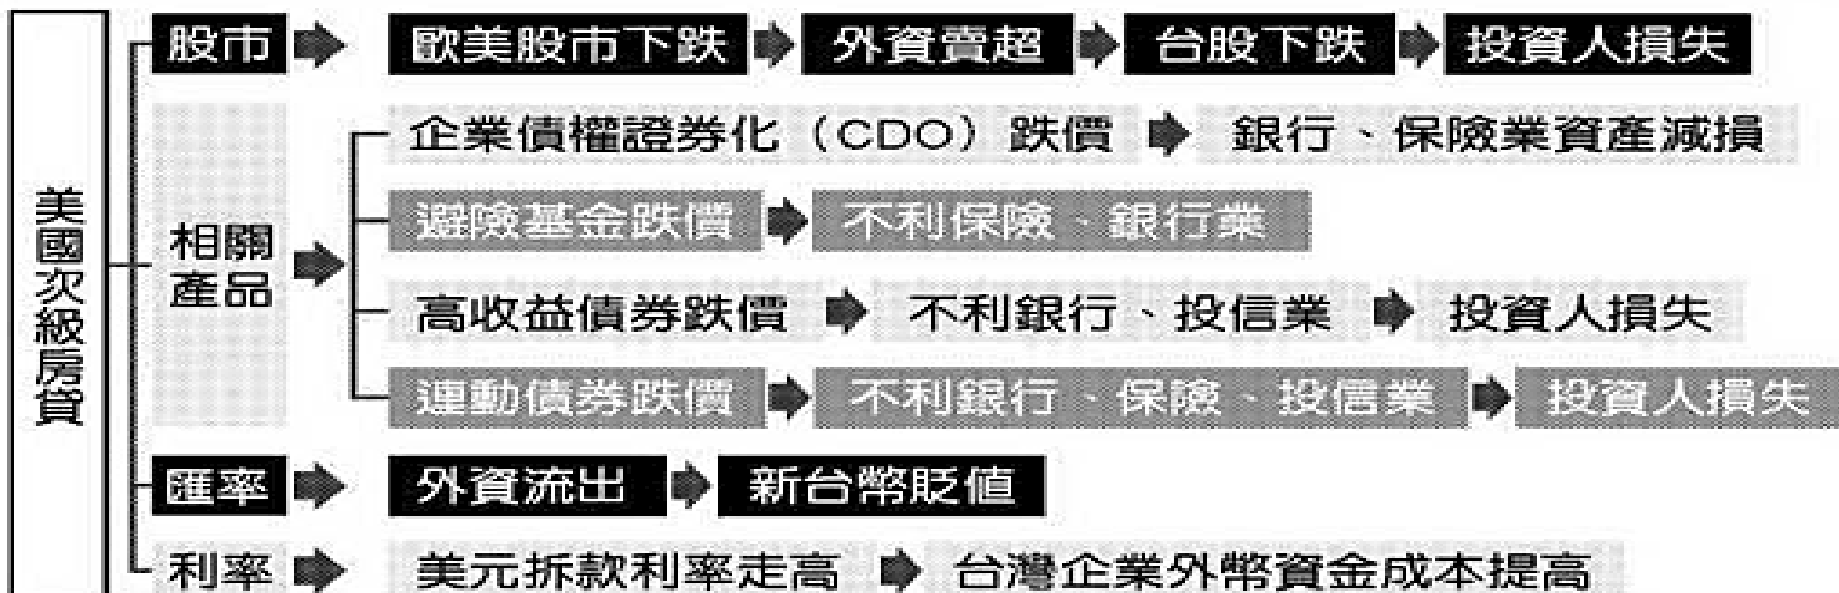 美國次級房貸
股市 歐美股市下跌 外資賣超 台股下跌 投資人損失
相關產品
企業債權證券化（CDO）跌價 銀行、保險業資產減損
避險基金跌價 不利保險、銀行業
高收益債券跌價 不利銀行、投信業 投資人損失
連動債券跌價 不利銀行、保險、投信業 投資人損失
匯率 外資流出 新台幣貶值
利率 美元拆款利率走高 台灣企業外幣資金成本提高